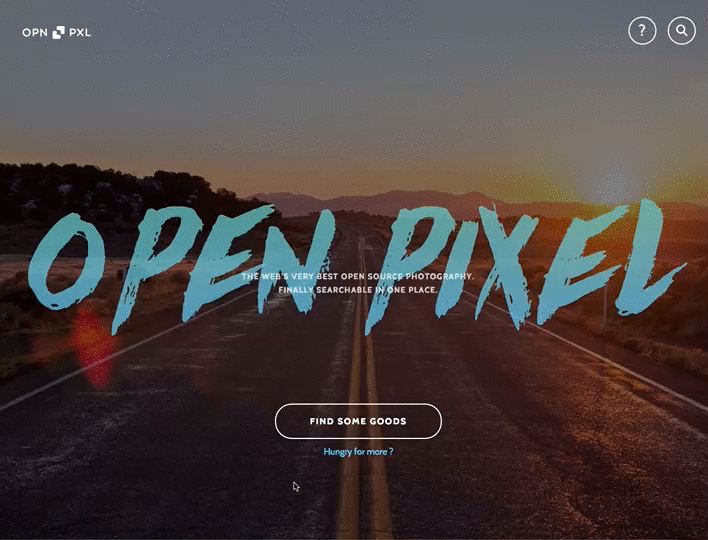 OPN PXL
?
OPEN PIXEL
THE WEB'S VERY BEST OPEN SOURCE PHOTOGRAPHY.
FINALLY SEARCHABLE IN ONE PLACE.
FIND SOME GOODS
Hungry for more ?